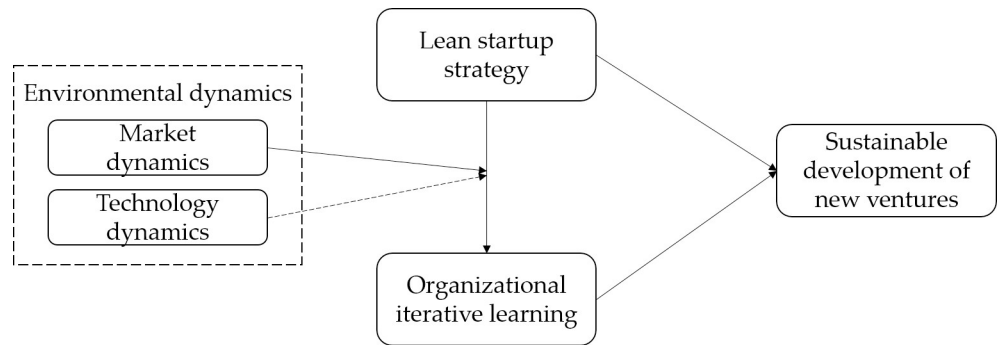 Lean startup
strategy
Environmental dynamics
Market
dynamics
Technology
dynamics
Sustainable
development of
new ventures
Organizational
iterative learning